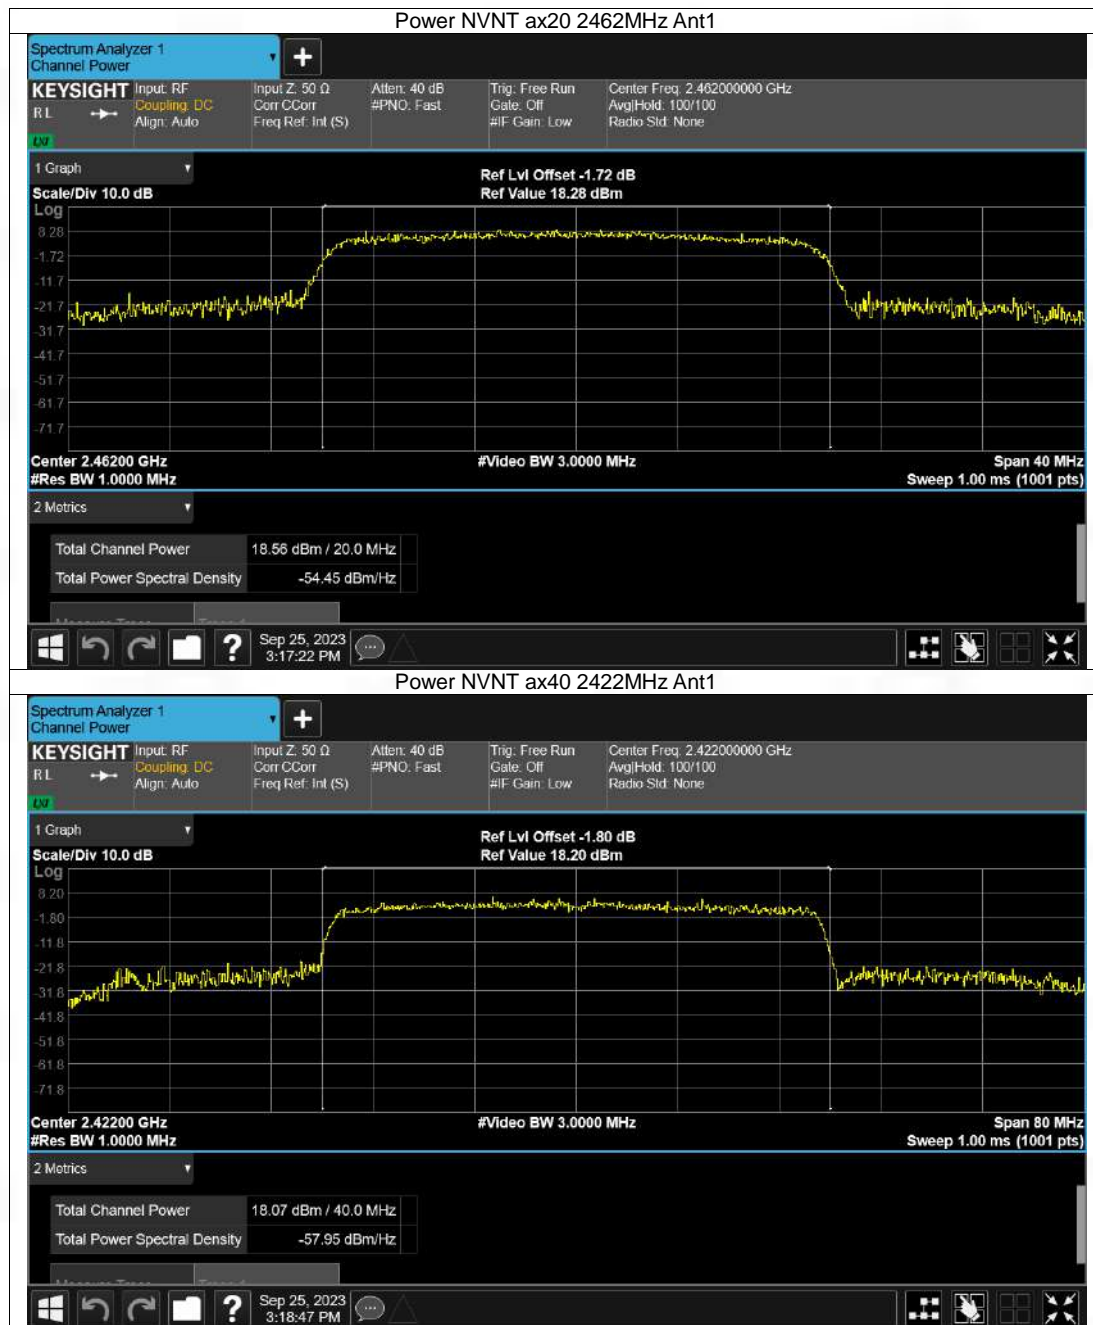 Power NVNT ax20 2462MHz Ant1
Spectrum Analyzer 1
Channel Power
KEYSIGHT
RL
LXI
Input: RF
Coupling: DC
Align: Auto
Input Z: 50 Ω
Corr CCorr
Freq Ref: Int (S)
Atten: 40 dB
#PNO: Fast
Trig: Free Run
Gate: Off
#IF Gain: Low
Center Freq: 2.462000000 GHz
Avg|Hold: 100/100
Radio Std: None
1 Graph
Scale/Div 10.0 dB
Ref Lvl Offset -1.72 dB
Ref Value 18.28 dBm
Log
8.28
-1.72
-11.7
-21.7
-31.7
-41.7
-51.7
-61.7
-71.7
Center 2.46200 GHz
#Res BW 1.0000 MHz
#Video BW 3.0000 MHz
Span 40 MHz
Sweep 1.00 ms (1001 pts)
2 Metrics
Total Channel Power 18.56 dBm / 20.0 MHz
Total Power Spectral Density -54.45 dBm/Hz
Sep 25, 2023
3:17:22 PM
Power NVNT ax40 2422MHz Ant1
Spectrum Analyzer 1
Channel Power
KEYSIGHT
RL
LXI
Input: RF
Coupling: DC
Align: Auto
Input Z: 50 Ω
Corr CCorr
Freq Ref: Int (S)
Atten: 40 dB
#PNO: Fast
Trig: Free Run
Gate: Off
#IF Gain: Low
Center Freq: 2.422000000 GHz
Avg|Hold: 100/100
Radio Std: None
1 Graph
Scale/Div 10.0 dB
Ref Lvl Offset -1.80 dB
Ref Value 18.20 dBm
Log
8.20
-1.80
-11.8
-21.8
-31.8
-41.8
-51.8
-61.8
-71.8
Center 2.42200 GHz
#Res BW 1.0000 MHz
#Video BW 3.0000 MHz
Span 80 MHz
Sweep 1.00 ms (1001 pts)
2 Metrics
Total Channel Power 18.07 dBm / 40.0 MHz
Total Power Spectral Density -57.95 dBm/Hz
Sep 25, 2023
3:18:47 PM